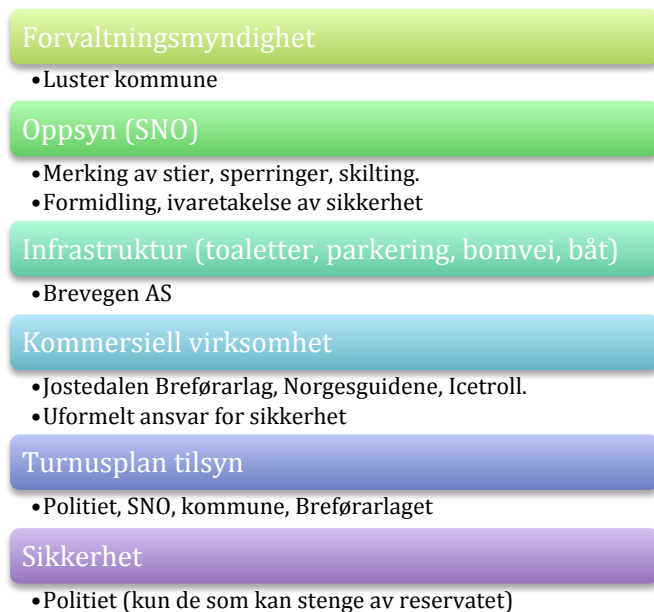 Forvaltningsmyndighet
•Luster kommune
Oppsyn (SNO)
•Merking av stier, sperringer, skilting.
•Formidling, ivaretakelse av sikkerhet
Infrastruktur (toaletter, parkering, bomvei, båt)
•Brevegen AS
Kommersiell virksomhet
•Jostedalen Breførarlag, Norgesguidene, Icetroll.
•Uformelt ansvar for sikkerhet
Turnusplan tilsyn
•Politiet, SNO, kommune, Breførarlaget
Sikkerhet
•Politiet (kun de som kan stenge av reservatet)